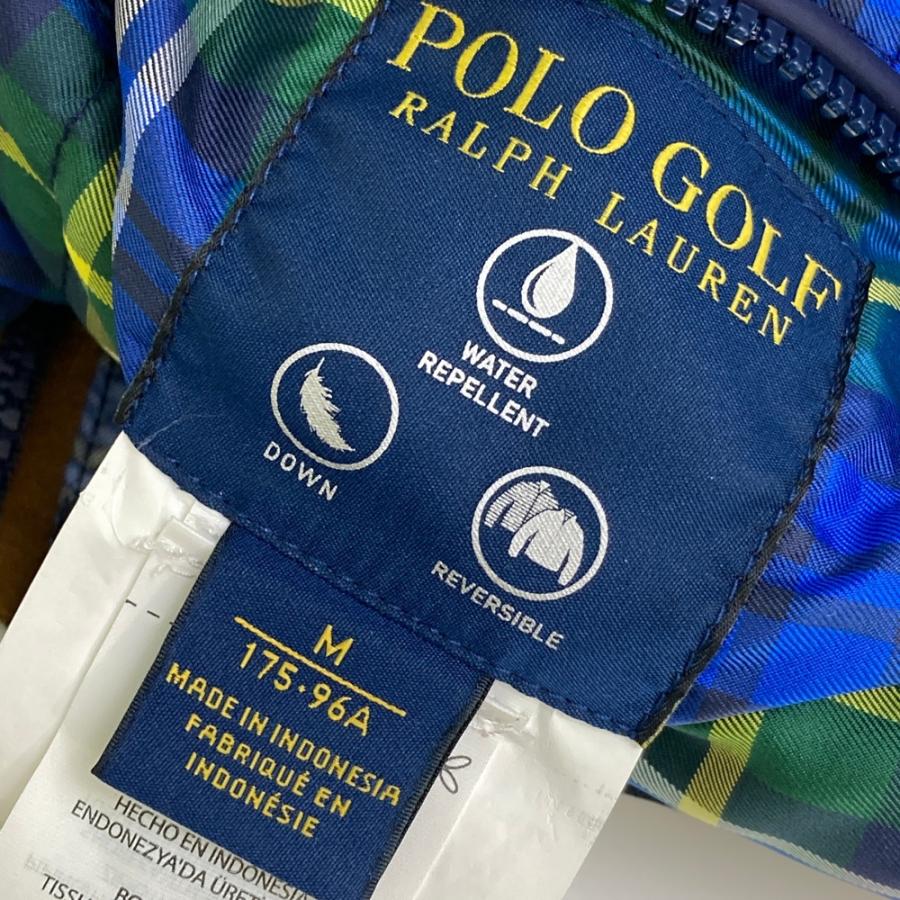 POLO GOLF
RALPH LAUREN
WATER
REPELLENT
DOWN
REVERSIBLE
M
175·96A
MADE IN INDONESIA
FABRIQUÉ EN
INDONÉSIE
HECHO EN INDONESIA
ENDONEZYA'DA ÜRETİ